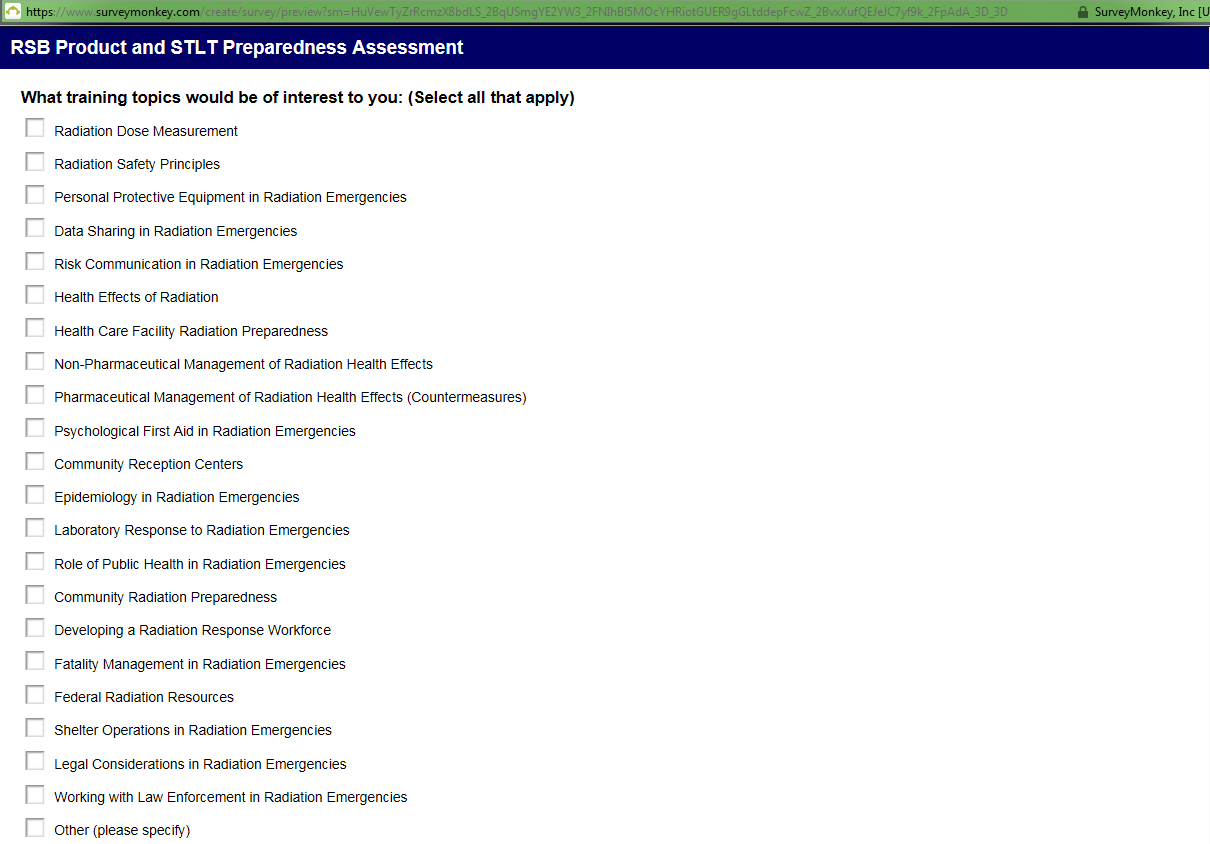 https://www.surveymonkey.com/create/survey/preview?sm= SurveyMonkey, Inc [U
RSB Product and STLT Preparedness Assessment
What training topics would be of interest to you: (Select all that apply)
Radiation Dose Measurement
Radiation Safety Principles
Personal Protective Equipment in Radiation Emergencies
Data Sharing in Radiation Emergencies
Risk Communication in Radiation Emergencies
Health Effects of Radiation
Health Care Facility Radiation Preparedness
Non-Pharmaceutical Management of Radiation Health Effects
Pharmaceutical Management of Radiation Health Effects (Countermeasures)
Psychological First Aid in Radiation Emergencies
Community Reception Centers
Epidemiology in Radiation Emergencies
Laboratory Response to Radiation Emergencies
Role of Public Health in Radiation Emergencies
Community Radiation Preparedness
Developing a Radiation Response Workforce
Fatality Management in Radiation Emergencies
Federal Radiation Resources
Shelter Operations in Radiation Emergencies
Legal Considerations in Radiation Emergencies
Working with Law Enforcement in Radiation Emergencies
Other (please specify)